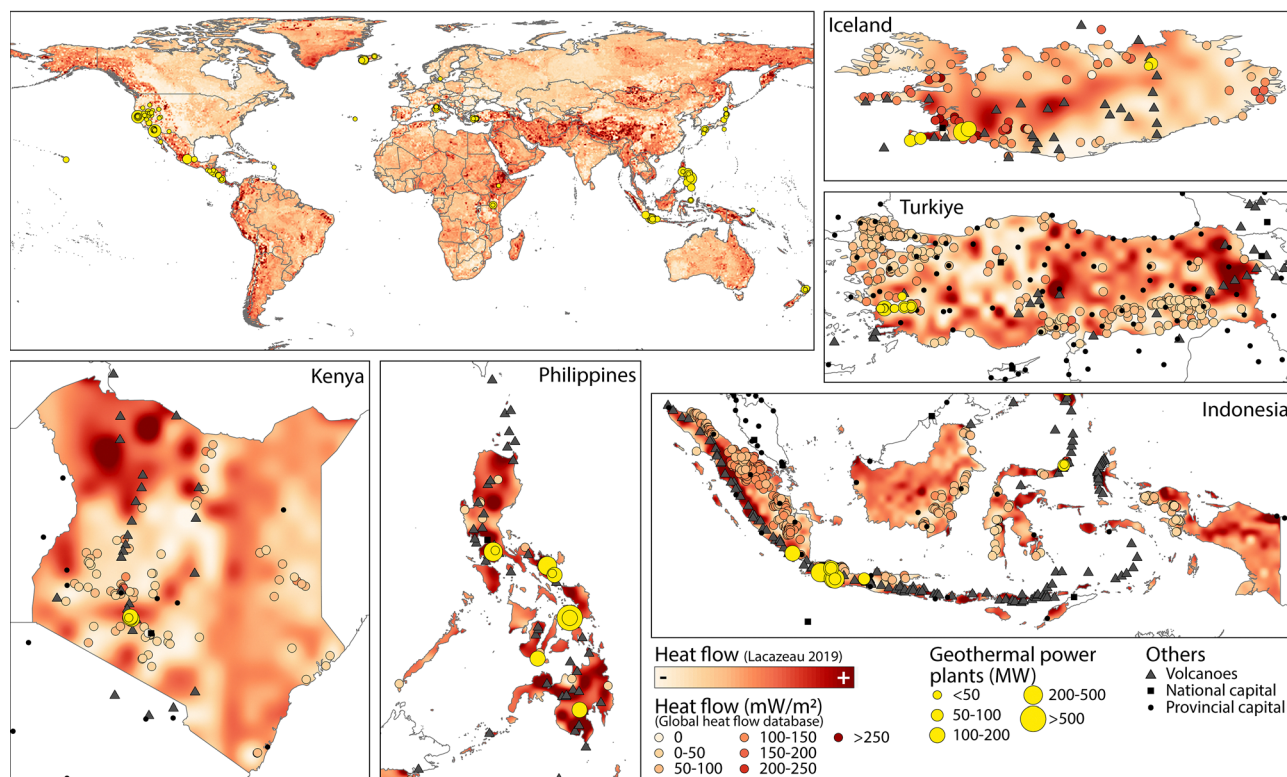 Iceland
Turkiye
Kenya
Philippines
Indonesia
Heat flow (Lacazeau 2019)
- +
Heat flow (mW/m²)
(Global heat flow database)
0
0-50
50-100
100-150
150-200
200-250
>250
Geothermal power
plants (MW)
<50
50-100
100-200
200-500
>500
Others
Volcanoes
National capital
Provincial capital